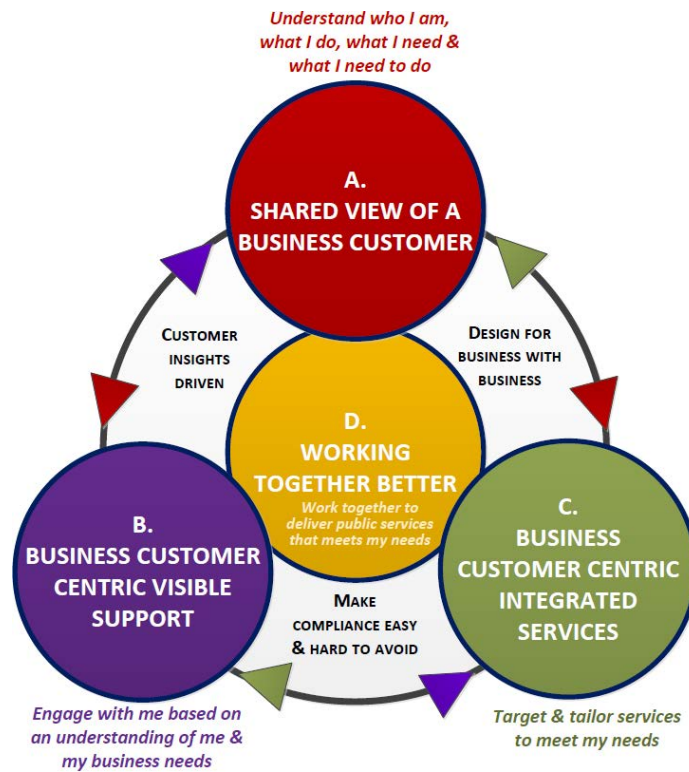 Understand who I am,
what I do, what I need &
what I need to do
A.
SHARED VIEW OF A
BUSINESS CUSTOMER
CUSTOMER
INSIGHTS
DRIVEN
DESIGN FOR
BUSINESS WITH
BUSINESS
D.
WORKING
TOGETHER BETTER
Work together to
deliver public services
that meets my needs
B.
BUSINESS CUSTOMER
CENTRIC VISIBLE
SUPPORT
C.
BUSINESS
CUSTOMER CENTRIC
INTEGRATED
SERVICES
MAKE
COMPLIANCE EASY
& HARD TO AVOID
Engage with me based on
an understanding of me &
my business needs
Target & tailor services
to meet my needs